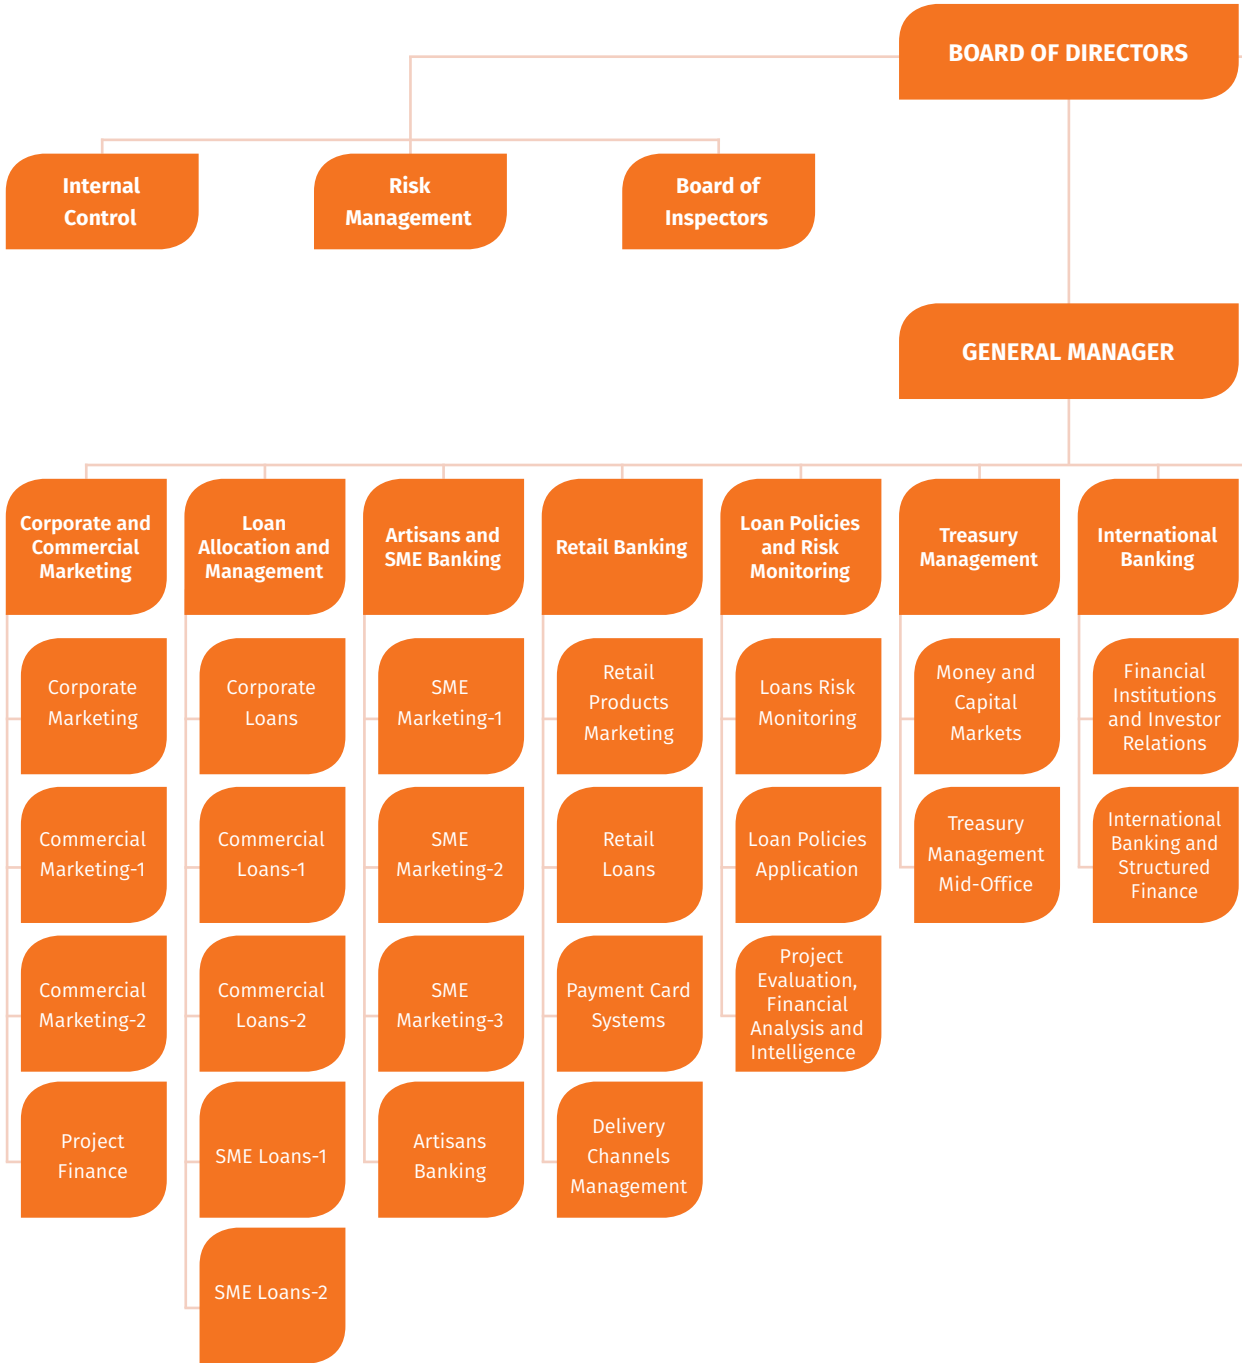 BOARD OF DIRECTORS
Internal
Control
Risk
Management
Board of
Inspectors
GENERAL MANAGER
Corporate and
Commercial
Marketing
Loan
Allocation and
Management
Artisans and
SME Banking
Retail Banking
Loan Policies
and Risk
Monitoring
Treasury
Management
International
Banking
Corporate
Marketing
Corporate
Loans
SME
Marketing-1
Retail
Products
Marketing
Loans Risk
Monitoring
Money and
Capital
Markets
Financial
Institutions
and Investor
Relations
Commercial
Marketing-1
Commercial
Loans-1
SME
Marketing-2
Retail
Loans
Loan Policies
Application
Treasury
Management
Mid-Office
International
Banking and
Structured
Finance
Commercial
Marketing-2
Commercial
Loans-2
SME
Marketing-3
Payment Card
Systems
Project
Evaluation,
Financial
Analysis and
Intelligence
Project
Finance
SME Loans-1
Artisans
Banking
Delivery
Channels
Management
SME Loans-2